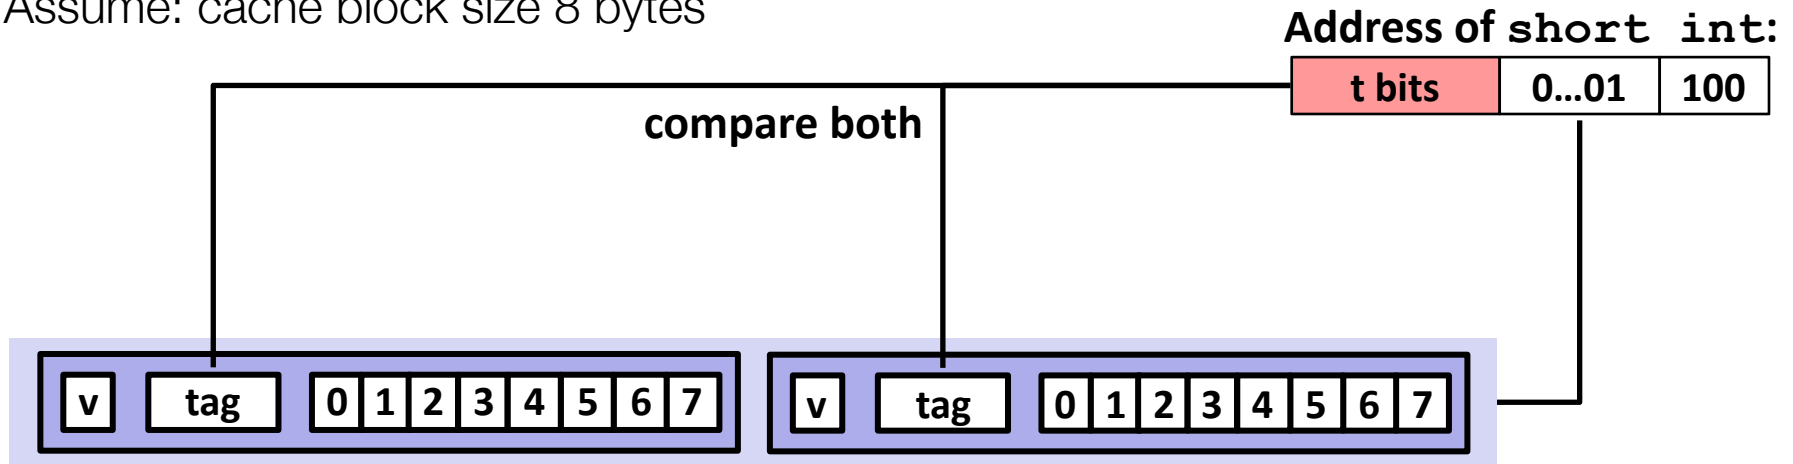 Assume: cache block size 8 bytes
Address of short int:
t bits 0...01 100
compare both
v tag 0 1 2 3 4 5 6 7 v tag 0 1 2 3 4 5 6 7